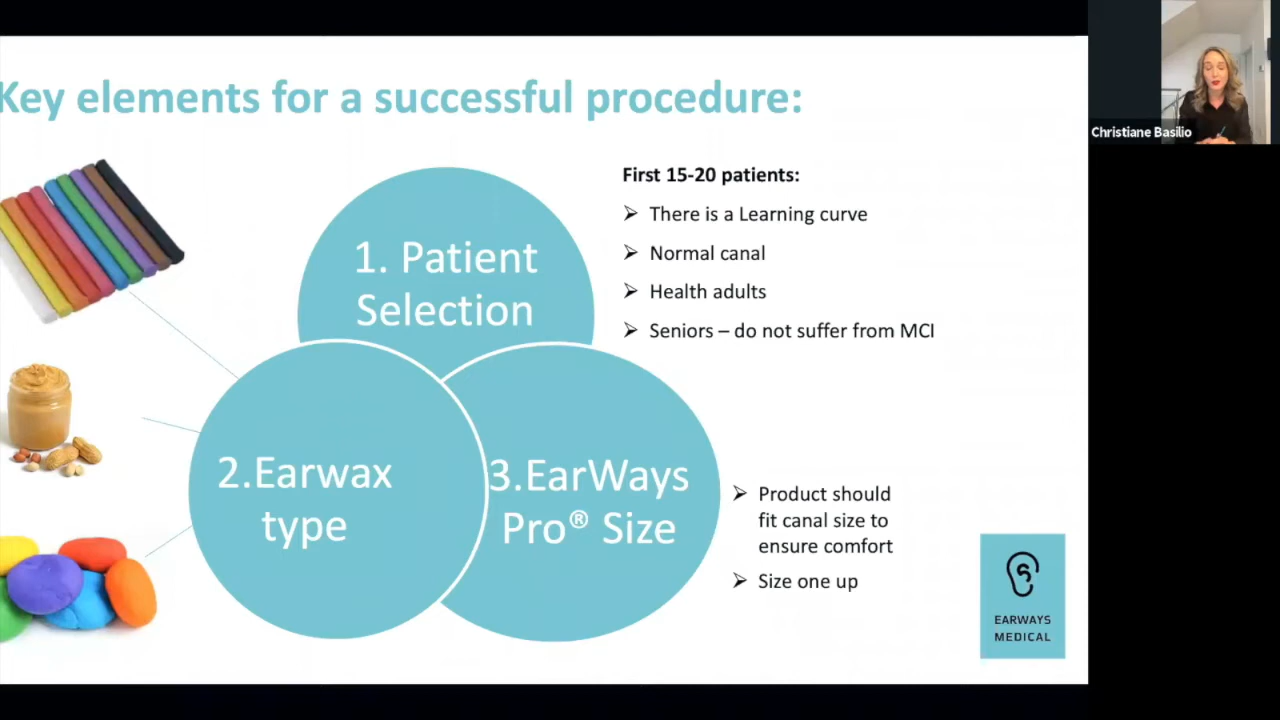 Key elements for a successful procedure:
Christiane Basilio
First 15-20 patients:
There is a Learning curve
Normal canal
Health adults
Seniors – do not suffer from MCI
1. Patient
Selection
2.Earwax
type
3.EarWays
Pro® Size
Product should
fit canal size to
ensure comfort
Size one up
EARWAYS
MEDICAL